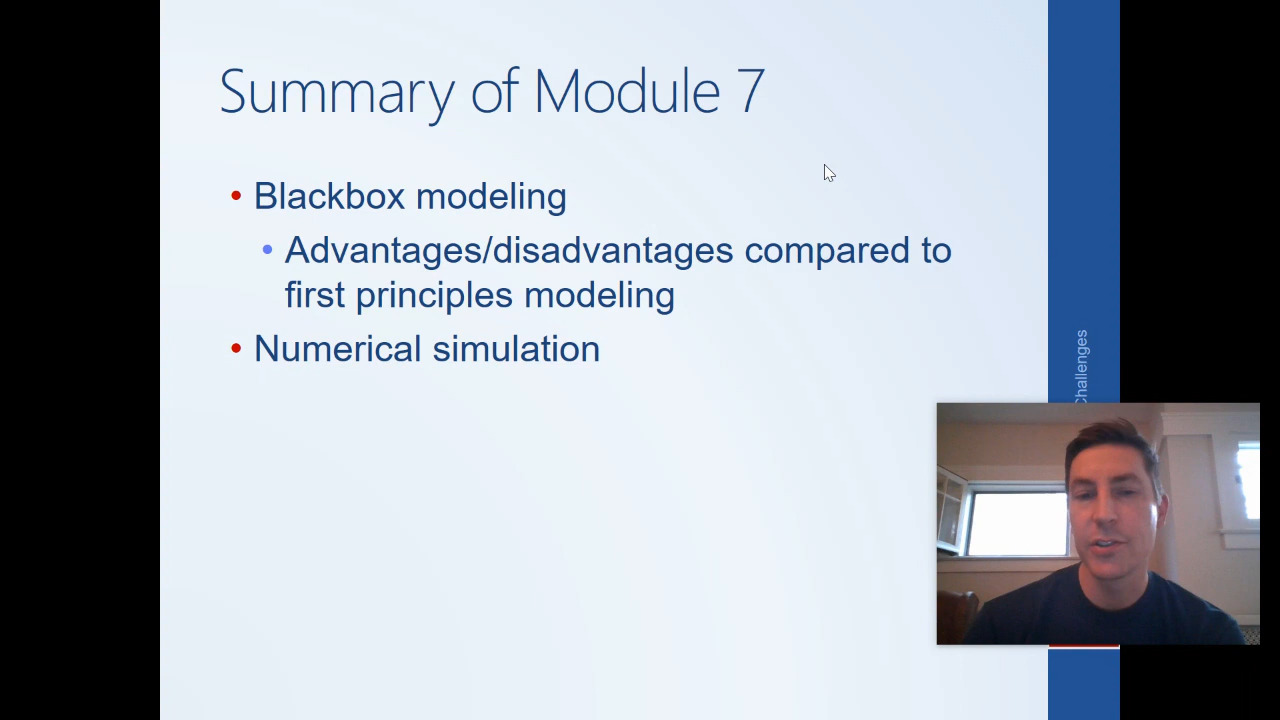 Summary of Module 7
Blackbox modeling
Advantages/disadvantages compared to
first principles modeling
Numerical simulation
Challenges